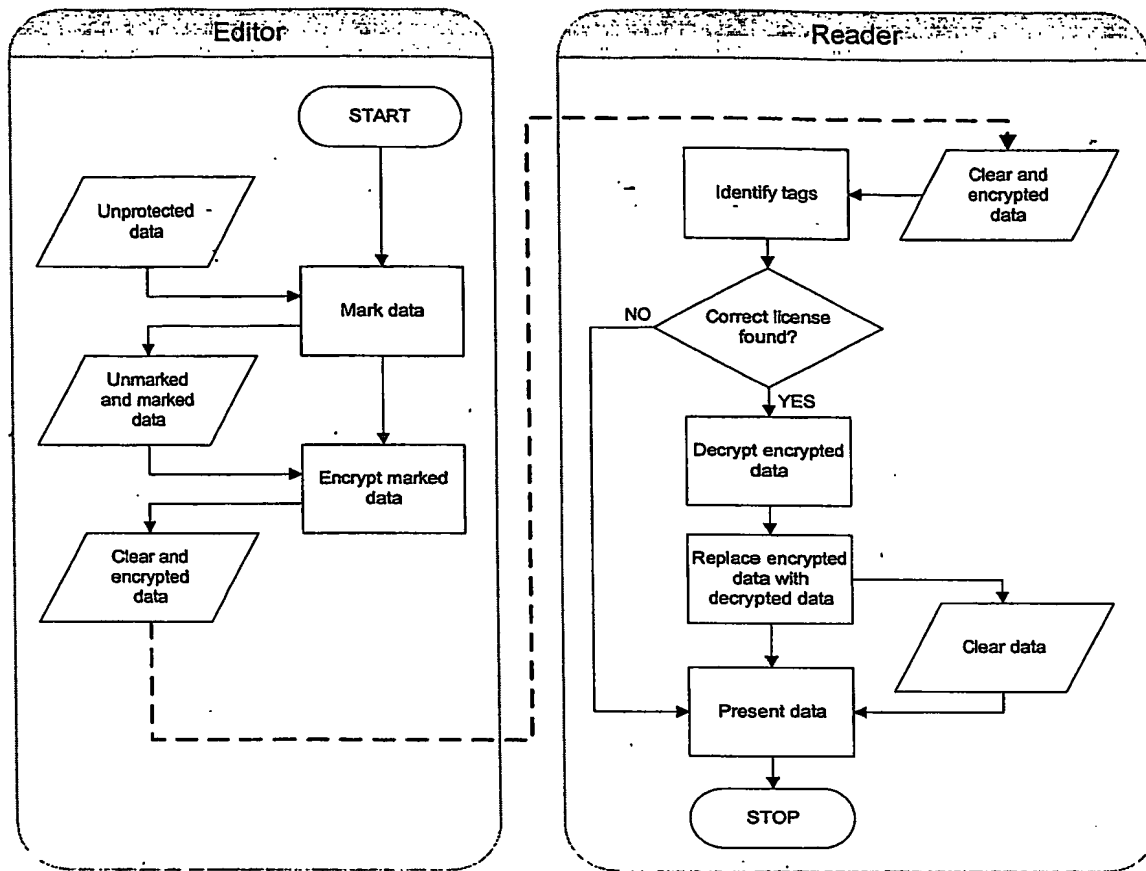 Editor
START
Unprotected
data
Mark data
Unmarked
and marked
data
Encrypt marked
data
Clear and
encrypted
data
Reader
Clear and
encrypted
data
Identify tags
Correct license
found?
NO
YES
Decrypt encrypted
data
Replace encrypted
data with
decrypted data
Clear data
Present data
STOP